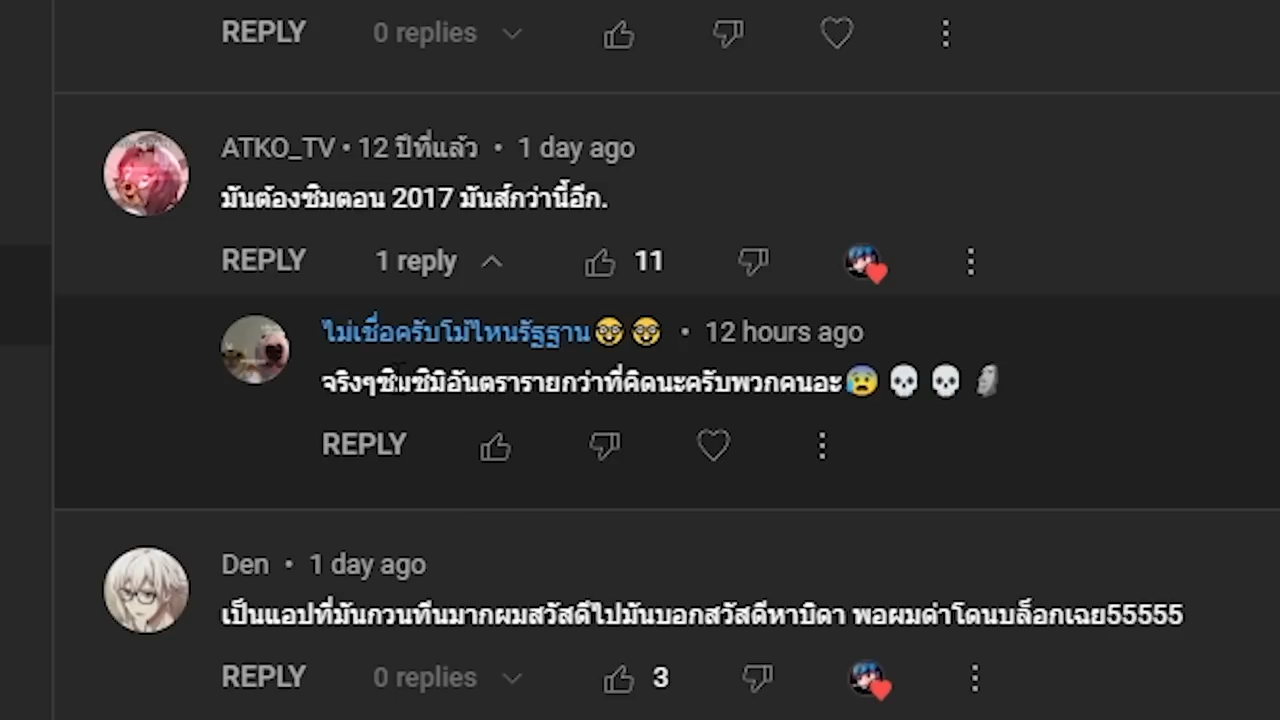 REPLY 0 replies
ATKO_TV • 12 ปีที่แล้ว • 1 day ago
มันต้องซิมตอน 2017 มันส์กว่านี้อีก.
REPLY 1 reply 11
ไม่เชื่อครับโม้ไหนรัฐฐาน🤓🤓 • 12 hours ago
จริงๆซิมซิมิอันตรารายกว่าที่คิดนะครับพวกคนอะ😰💀💀🗿
REPLY
Den • 1 day ago
เป็นแอปที่มันกวนทีนมากผมสวัสดีไปมันบอกสวัสดีหาบิดา พอผมด่าโดนบล็อกเฉย55555
REPLY 0 replies 3